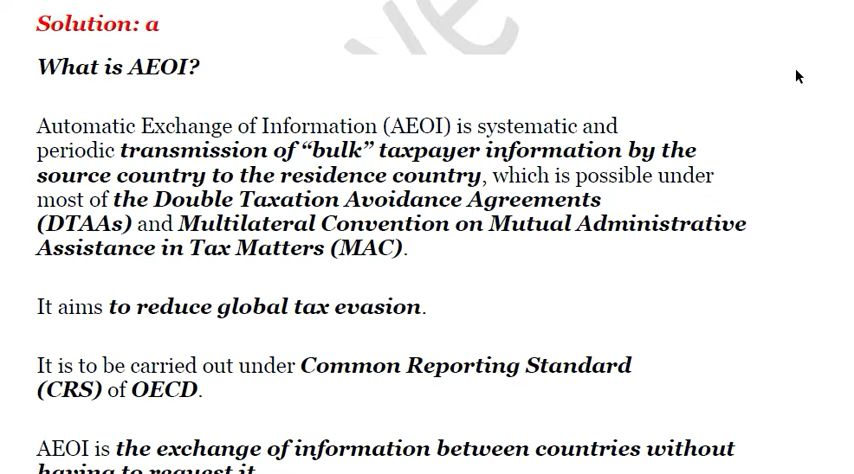 Solution: a
What is AEOI?
Automatic Exchange of Information (AEOI) is systematic and
periodic transmission of “bulk” taxpayer information by the
source country to the residence country, which is possible under
most of the Double Taxation Avoidance Agreements
(DTAAs) and Multilateral Convention on Mutual Administrative
Assistance in Tax Matters (MAC).
It aims to reduce global tax evasion.
It is to be carried out under Common Reporting Standard
(CRS) of OECD.
AEOI is the exchange of information between countries without
having to request it